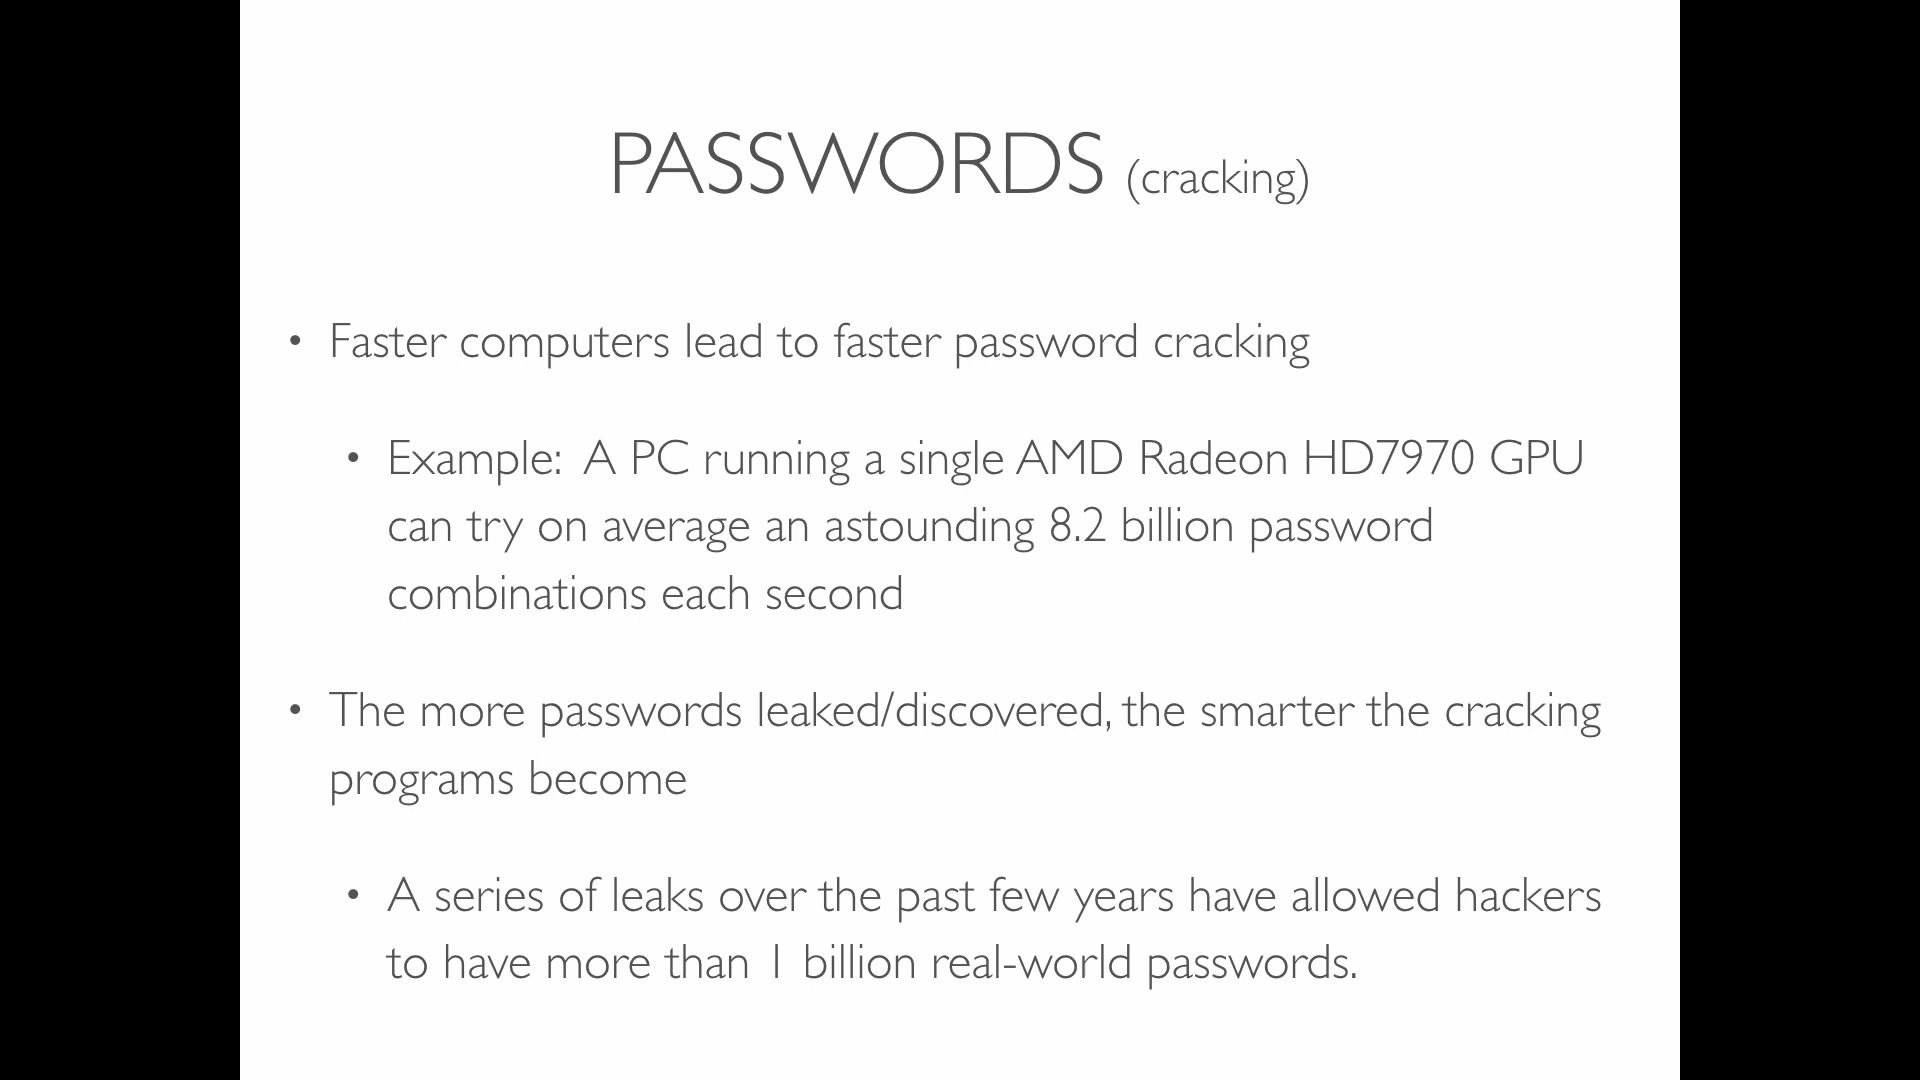 PASSWORDS (cracking)
• Faster computers lead to faster password cracking
• Example: A PC running a single AMD Radeon HD7970 GPU
can try on average an astounding 8.2 billion password
combinations each second
• The more passwords leaked/discovered, the smarter the cracking
programs become
• A series of leaks over the past few years have allowed hackers
to have more than 1 billion real-world passwords.